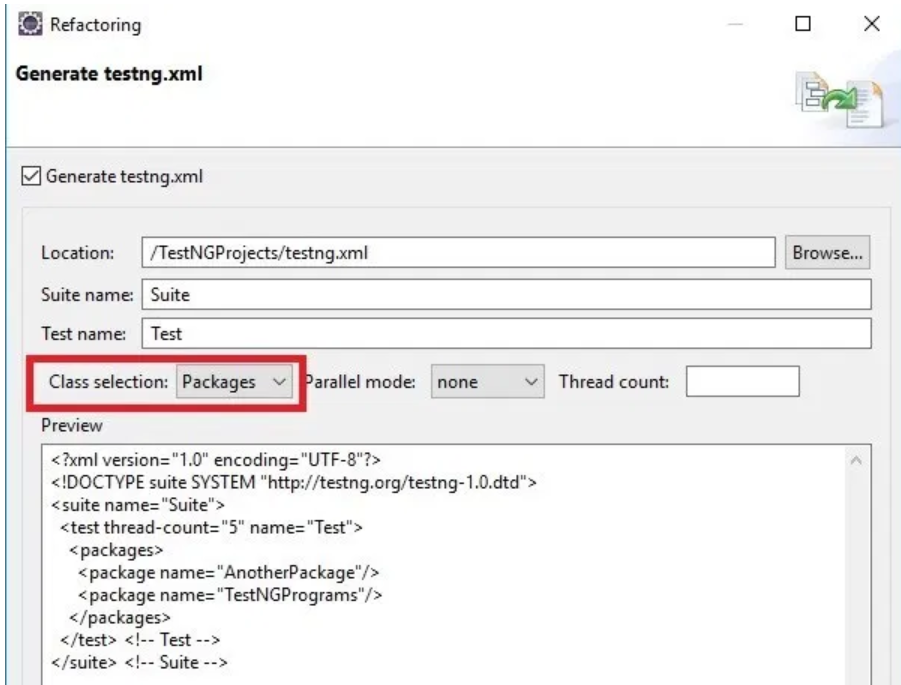 Refactoring
Generate testng.xml
Generate testng.xml
Location: /TestNGProjects/testng.xml Browse...
Suite name: Suite
Test name: Test
Class selection: Packages Parallel mode: none Thread count:
Preview
<?xml version="1.0" encoding="UTF-8"?>
<!DOCTYPE suite SYSTEM "http://testng.org/testng-1.0.dtd">
<suite name="Suite">
<test thread-count="5" name="Test">
<packages>
<package name="AnotherPackage"/>
<package name="TestNGPrograms"/>
</packages>
</test> <!-- Test -->
</suite> <!-- Suite -->